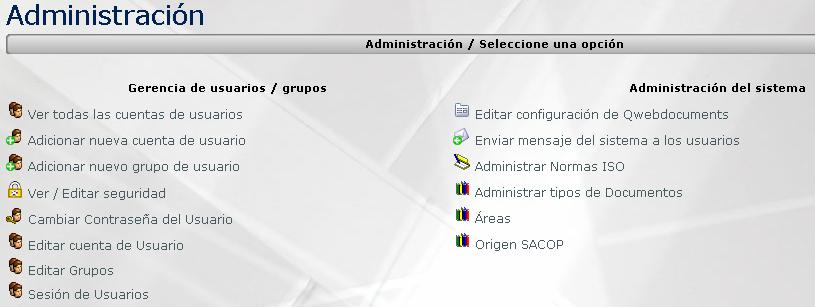 Administración
Administración / Seleccione una opción
Gerencia de usuarios / grupos
Ver todas las cuentas de usuarios
Adicionar nueva cuenta de usuario
Adicionar nuevo grupo de usuario
Ver / Editar seguridad
Cambiar Contraseña del Usuario
Editar cuenta de Usuario
Editar Grupos
Sesión de Usuarios
Administración del sistema
Editar configuración de Qwebdocuments
Enviar mensaje del sistema a los usuarios
Administrar Normas ISO
Administrar tipos de Documentos
Áreas
Origen SACOP